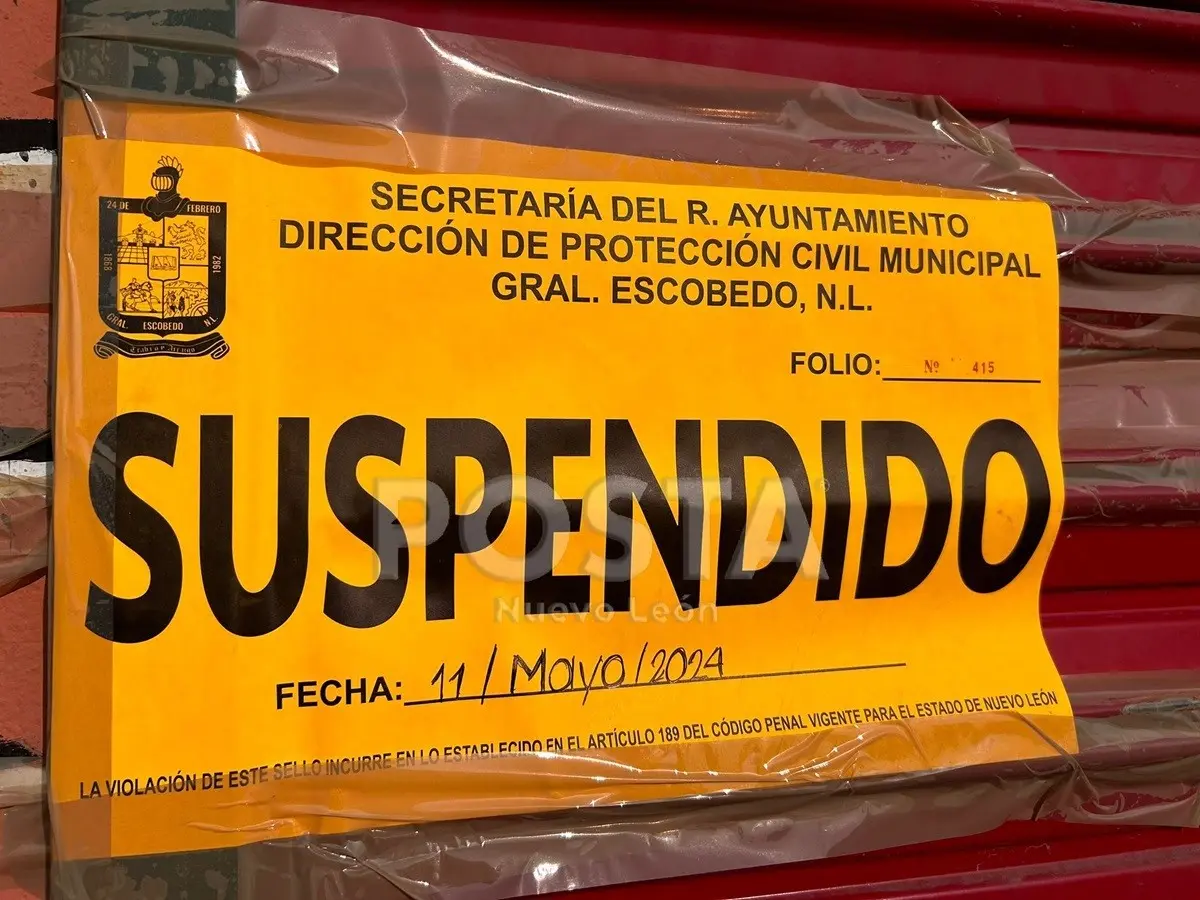 24 DE FEBRERO
1868
1982
GRAL. ESCOBEDO N.L.
SECRETARÍA DEL R. AYUNTAMIENTO
DIRECCIÓN DE PROTECCIÓN CIVIL MUNICIPAL
GRAL. ESCOBEDO, N.L.
FOLIO: Nº 415
SUSPENDIDO
POSTA
Nuevo León
FECHA: 11/Mayo/2024
LA VIOLACIÓN DE ESTE SELLO INCURRE EN LO ESTABLECIDO EN EL ARTÍCULO 189 DEL CÓDIGO PENAL VIGENTE PARA EL ESTADO DE NUEVO LEÓN